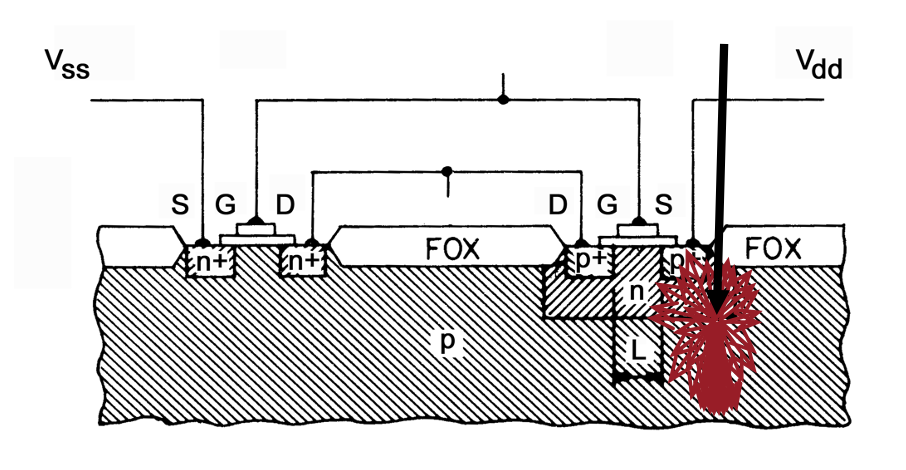 Vss Vdd
S G D D G S
FOX FOX
n+ n+ p+ p
n
p L